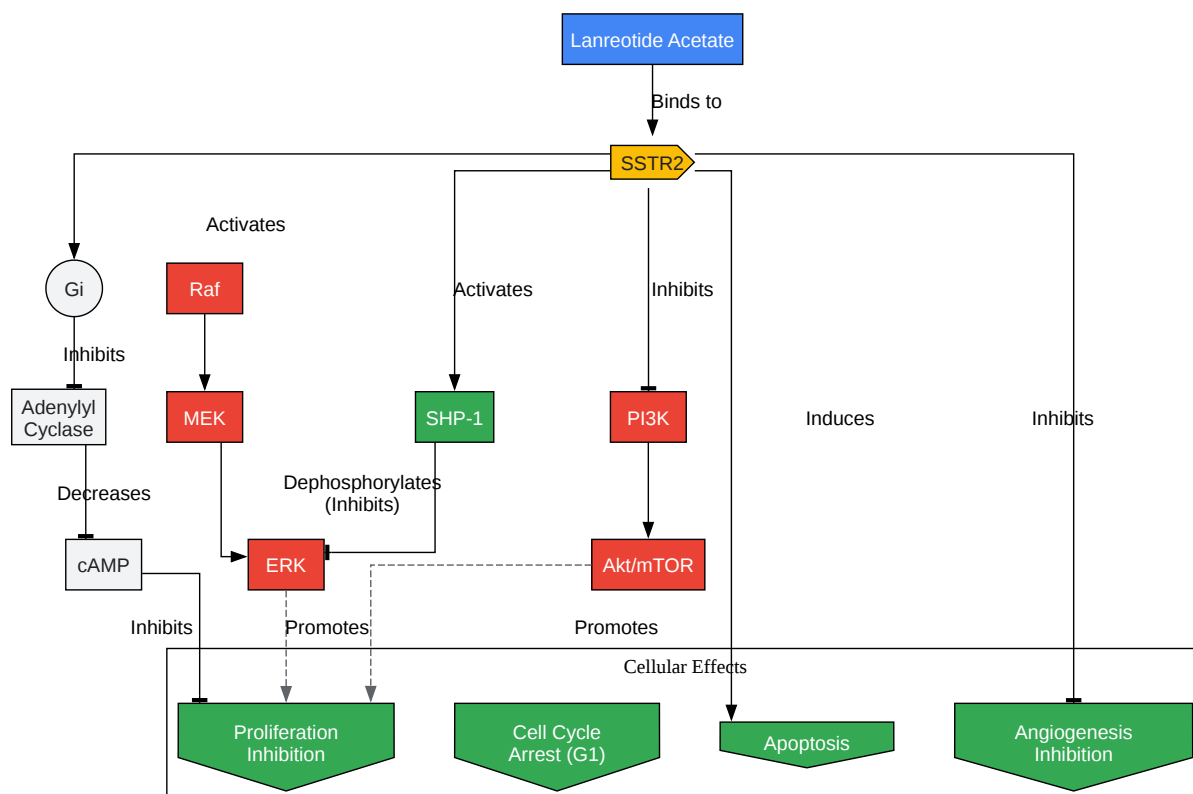 Lanreotide Acetate
Binds to
SSTR2
Activates
Gi
Raf
Activates
Inhibits
Inhibits
Adenylyl
Cyclase
MEK
SHP-1
PI3K
Induces
Inhibits
Decreases
Dephosphorylates
(Inhibits)
cAMP
ERK
Akt/mTOR
Inhibits
Promotes
Promotes
Cellular Effects
Proliferation
Inhibition
Cell Cycle
Arrest (G1)
Apoptosis
Angiogenesis
Inhibition